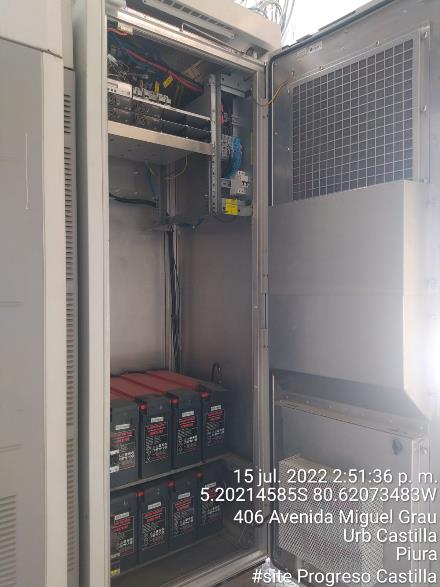 15 jul. 2022 2:51:36 p. m.
5.20214585S 80.62073483W
406 Avenida Miguel Grau
Urb Castilla
Piura
#site Progreso Castilla